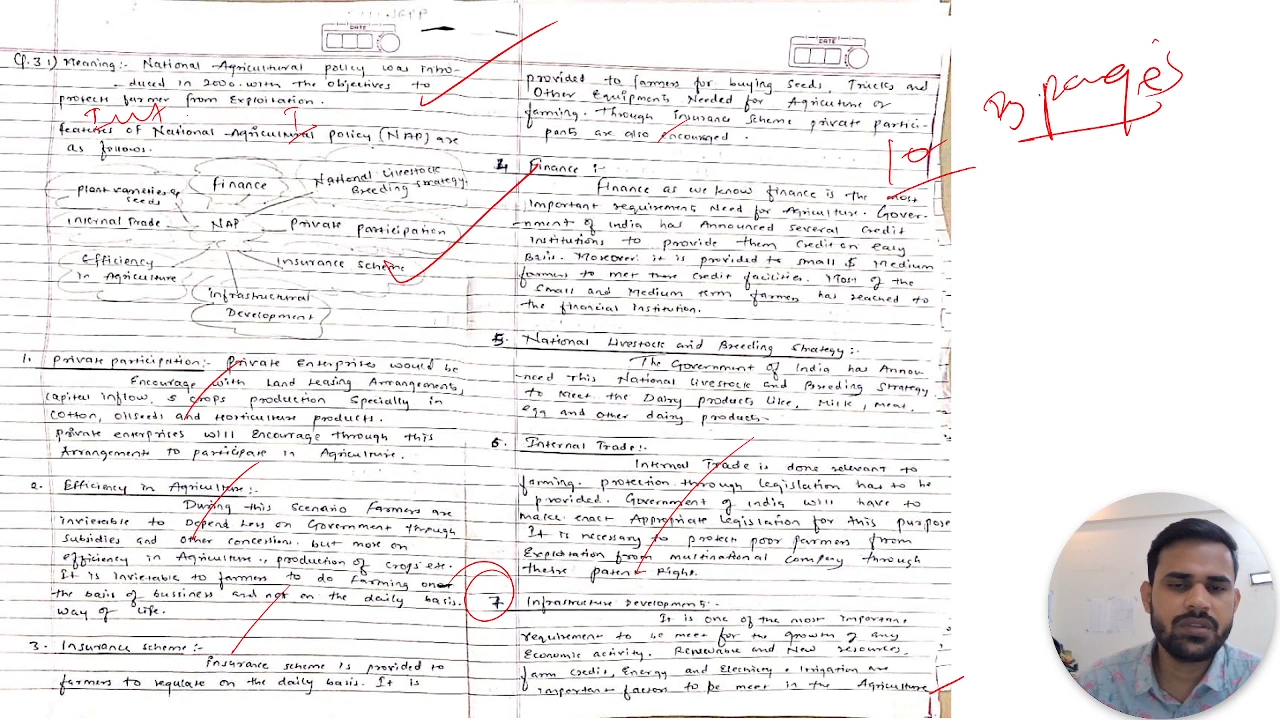 DATE
Q.3 1) Meaning:- National Agricultural policy was intro-
duced in 2000. with the objectives to
protects farmer from Exploitation.
features of National Agricultural policy (NAP) are
as follows.
plant varieties of seeds
Finance
National Livestock Breeding strategy.
Internal Trade
NAP
private participation
Efficiency in Agriculture
Insurance scheme
infrastructural Development
1. private participation:- private Enterprises would be
Encourage with Land Leasing Arrangements,
capital inflow, & crops production specially in
cotton, oilseeds and Horticulture products.
private enterprises will Encourage through this
Arrangements to participate in Agriculture.
2. Efficiency in Agriculture:-
During this scenario farmers are
invietable to Depend Less on Government through
subsidies and other concessions. but more on
efficiency in Agriculture, production of crops etc.
It is invietable to farmers to do farming on
the basis of bussiness and not on the daily basis.
way of life.
3. Insurance scheme:-
Insurance scheme is provided to
farmers to regulate on the daily basis. It is
DATE
provided to farmers for buying seeds, Trucks and
Other Equipments Needed for Agriculture or
farming. Through Insurance scheme private partici-
pants are also encouraged.
4. Finance :-
Finance as we know finance is the most
important requirements Need for Agriculture. Gover-
-nment of india has Announced several credit
institutions to provide them credit on easy
Basis. Moreover it is provided to small & medium
farmers to met there credit facilities. Most of the
small and Medium term farmers has reached to
the financial institution.
5. National Livestock and Breeding strategy:-
The Government of India has Annou-
-nced This National Livestock and Breeding strategy
to Meet the Dairy products Like, Milk, meat,
egg and other dairy products.
6. Internal Trade:-
Internal Trade is done relevant to
farming. protection through legislation has to be
provided. Government of india will have to
make enact Appropriate legislation for this purpose
It is necessary to protect poor farmers from
Exploitation from multinational company through
there patent Right.
7 Infrastructure Development:-
It is one of the most important
requirement to be meet for the growth of any
Economic activity. Renewable and New resources,
farm credit, Energy and Electricity & Irrigation are
important factors to be meet in the Agriculture
3 pages